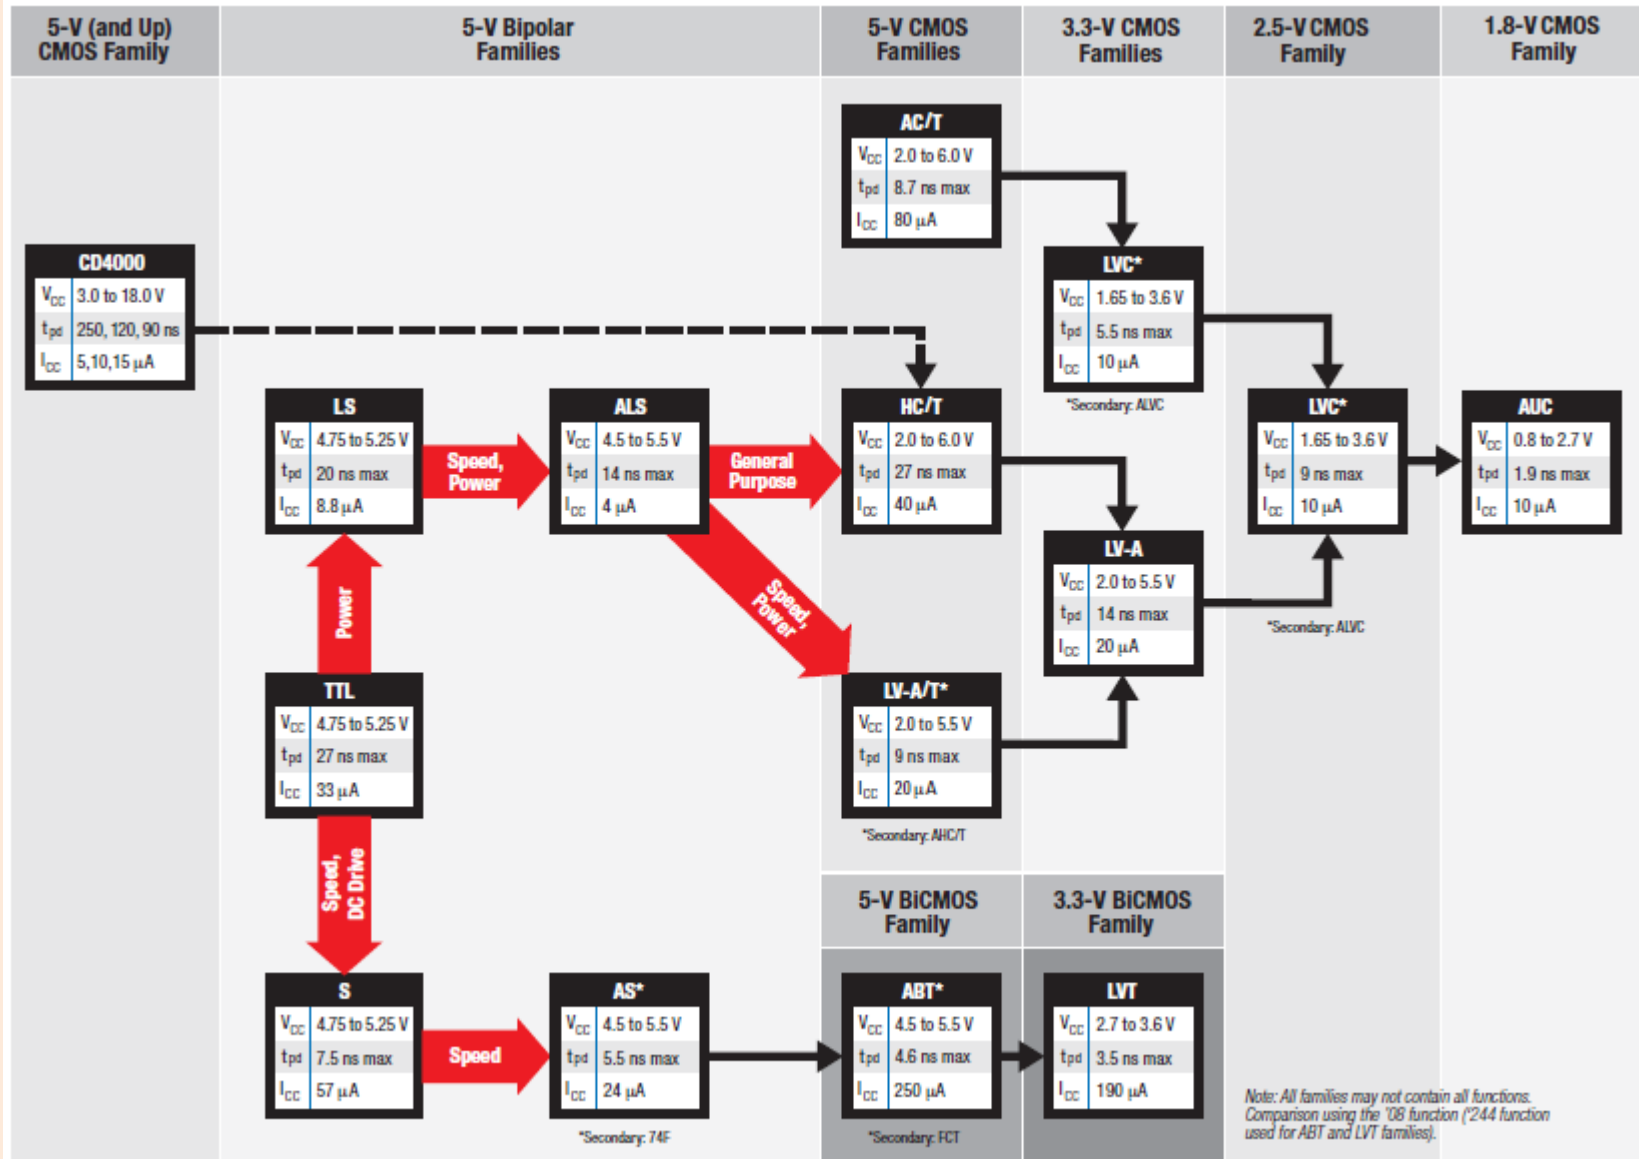 5-V (and Up)
CMOS Family
5-V Bipolar
Families
5-V CMOS
Families
3.3-V CMOS
Families
2.5-V CMOS
Family
1.8-V CMOS
Family
AC/T
VCC 2.0 to 6.0 V
tpd 8.7 ns max
ICC 80 µA
CD4000
VCC 3.0 to 18.0 V
tpd 250, 120, 90 ns
ICC 5,10,15 µA
LVC*
VCC 1.65 to 3.6 V
tpd 5.5 ns max
ICC 10 µA
*Secondary: ALVC
LS
VCC 4.75 to 5.25 V
tpd 20 ns max
ICC 8.8 µA
Speed,
Power
ALS
VCC 4.5 to 5.5 V
tpd 14 ns max
ICC 4 µA
General
Purpose
HC/T
VCC 2.0 to 6.0 V
tpd 27 ns max
ICC 40 µA
LVC*
VCC 1.65 to 3.6 V
tpd 9 ns max
ICC 10 µA
*Secondary: ALVC
AUC
VCC 0.8 to 2.7 V
tpd 1.9 ns max
ICC 10 µA
Power
Speed,
Power
LV-A
VCC 2.0 to 5.5 V
tpd 14 ns max
ICC 20 µA
TTL
VCC 4.75 to 5.25 V
tpd 27 ns max
ICC 33 µA
LV-A/T*
VCC 2.0 to 5.5 V
tpd 9 ns max
ICC 20 µA
*Secondary: AHC/T
Speed,
DC Drive
5-V BiCMOS
Family
3.3-V BiCMOS
Family
S
VCC 4.75 to 5.25 V
tpd 7.5 ns max
ICC 57 µA
Speed
AS*
VCC 4.5 to 5.5 V
tpd 5.5 ns max
ICC 24 µA
*Secondary: 74F
ABT*
VCC 4.5 to 5.5 V
tpd 4.6 ns max
ICC 250 µA
*Secondary: FCT
LVT
VCC 2.7 to 3.6 V
tpd 3.5 ns max
ICC 190 µA
Note: All families may not contain all functions.
Comparison using the '08 function ('244 function
used for ABT and LVT families).